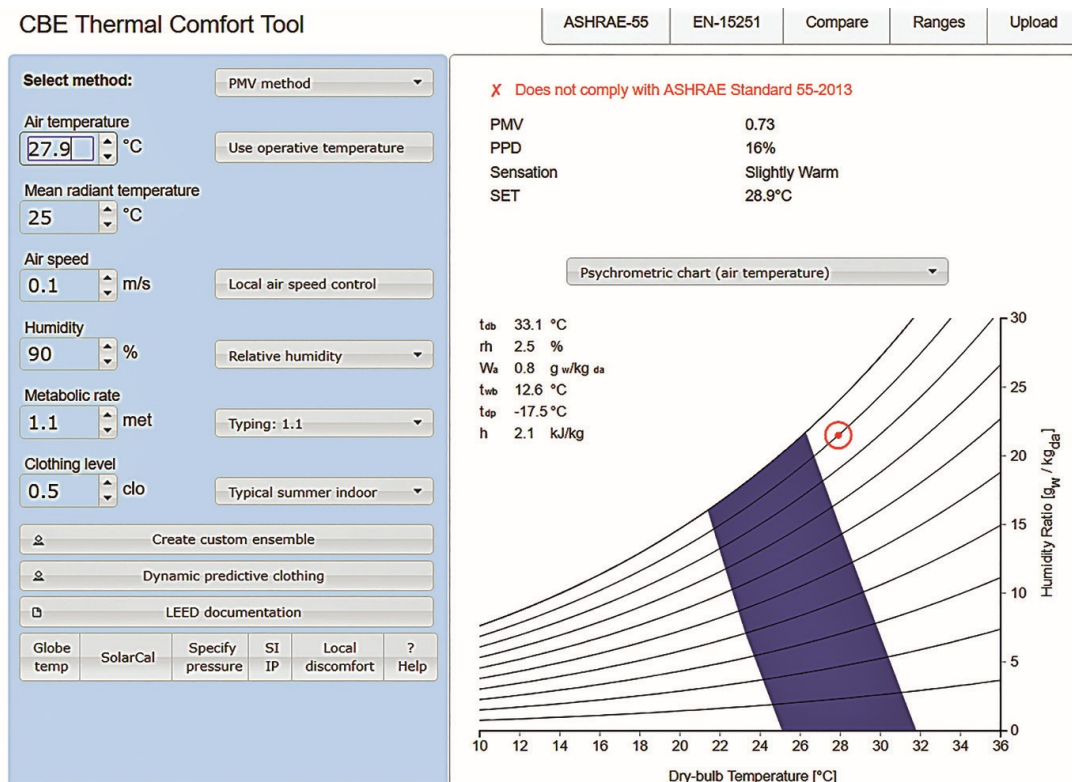 CBE Thermal Comfort Tool
ASHRAE-55 EN-15251 Compare Ranges Upload
Select method:
PMV method
Air temperature
27.9 °C
Use operative temperature
Mean radiant temperature
25 °C
Air speed
0.1 m/s
Local air speed control
Humidity
90 %
Relative humidity
Metabolic rate
1.1 met
Typing: 1.1
Clothing level
0.5 clo
Typical summer indoor
Create custom ensemble
Dynamic predictive clothing
LEED documentation
Globe temp
SolarCal
Specify pressure
SI IP
Local discomfort
? Help
✗ Does not comply with ASHRAE Standard 55-2013
PMV 0.73
PPD 16%
Sensation Slightly Warm
SET 28.9°C
Psychrometric chart (air temperature)
tdb 33.1 °C
rh 2.5 %
Wa 0.8 g w/kg da
twb 12.6 °C
tdp -17.5 °C
h 2.1 kJ/kg
30
25
20
15
10
5
0
Humidity Ratio [gw / kgda]
10 12 14 16 18 20 22 24 26 28 30 32 34 36
Dry-bulb Temperature [°C]